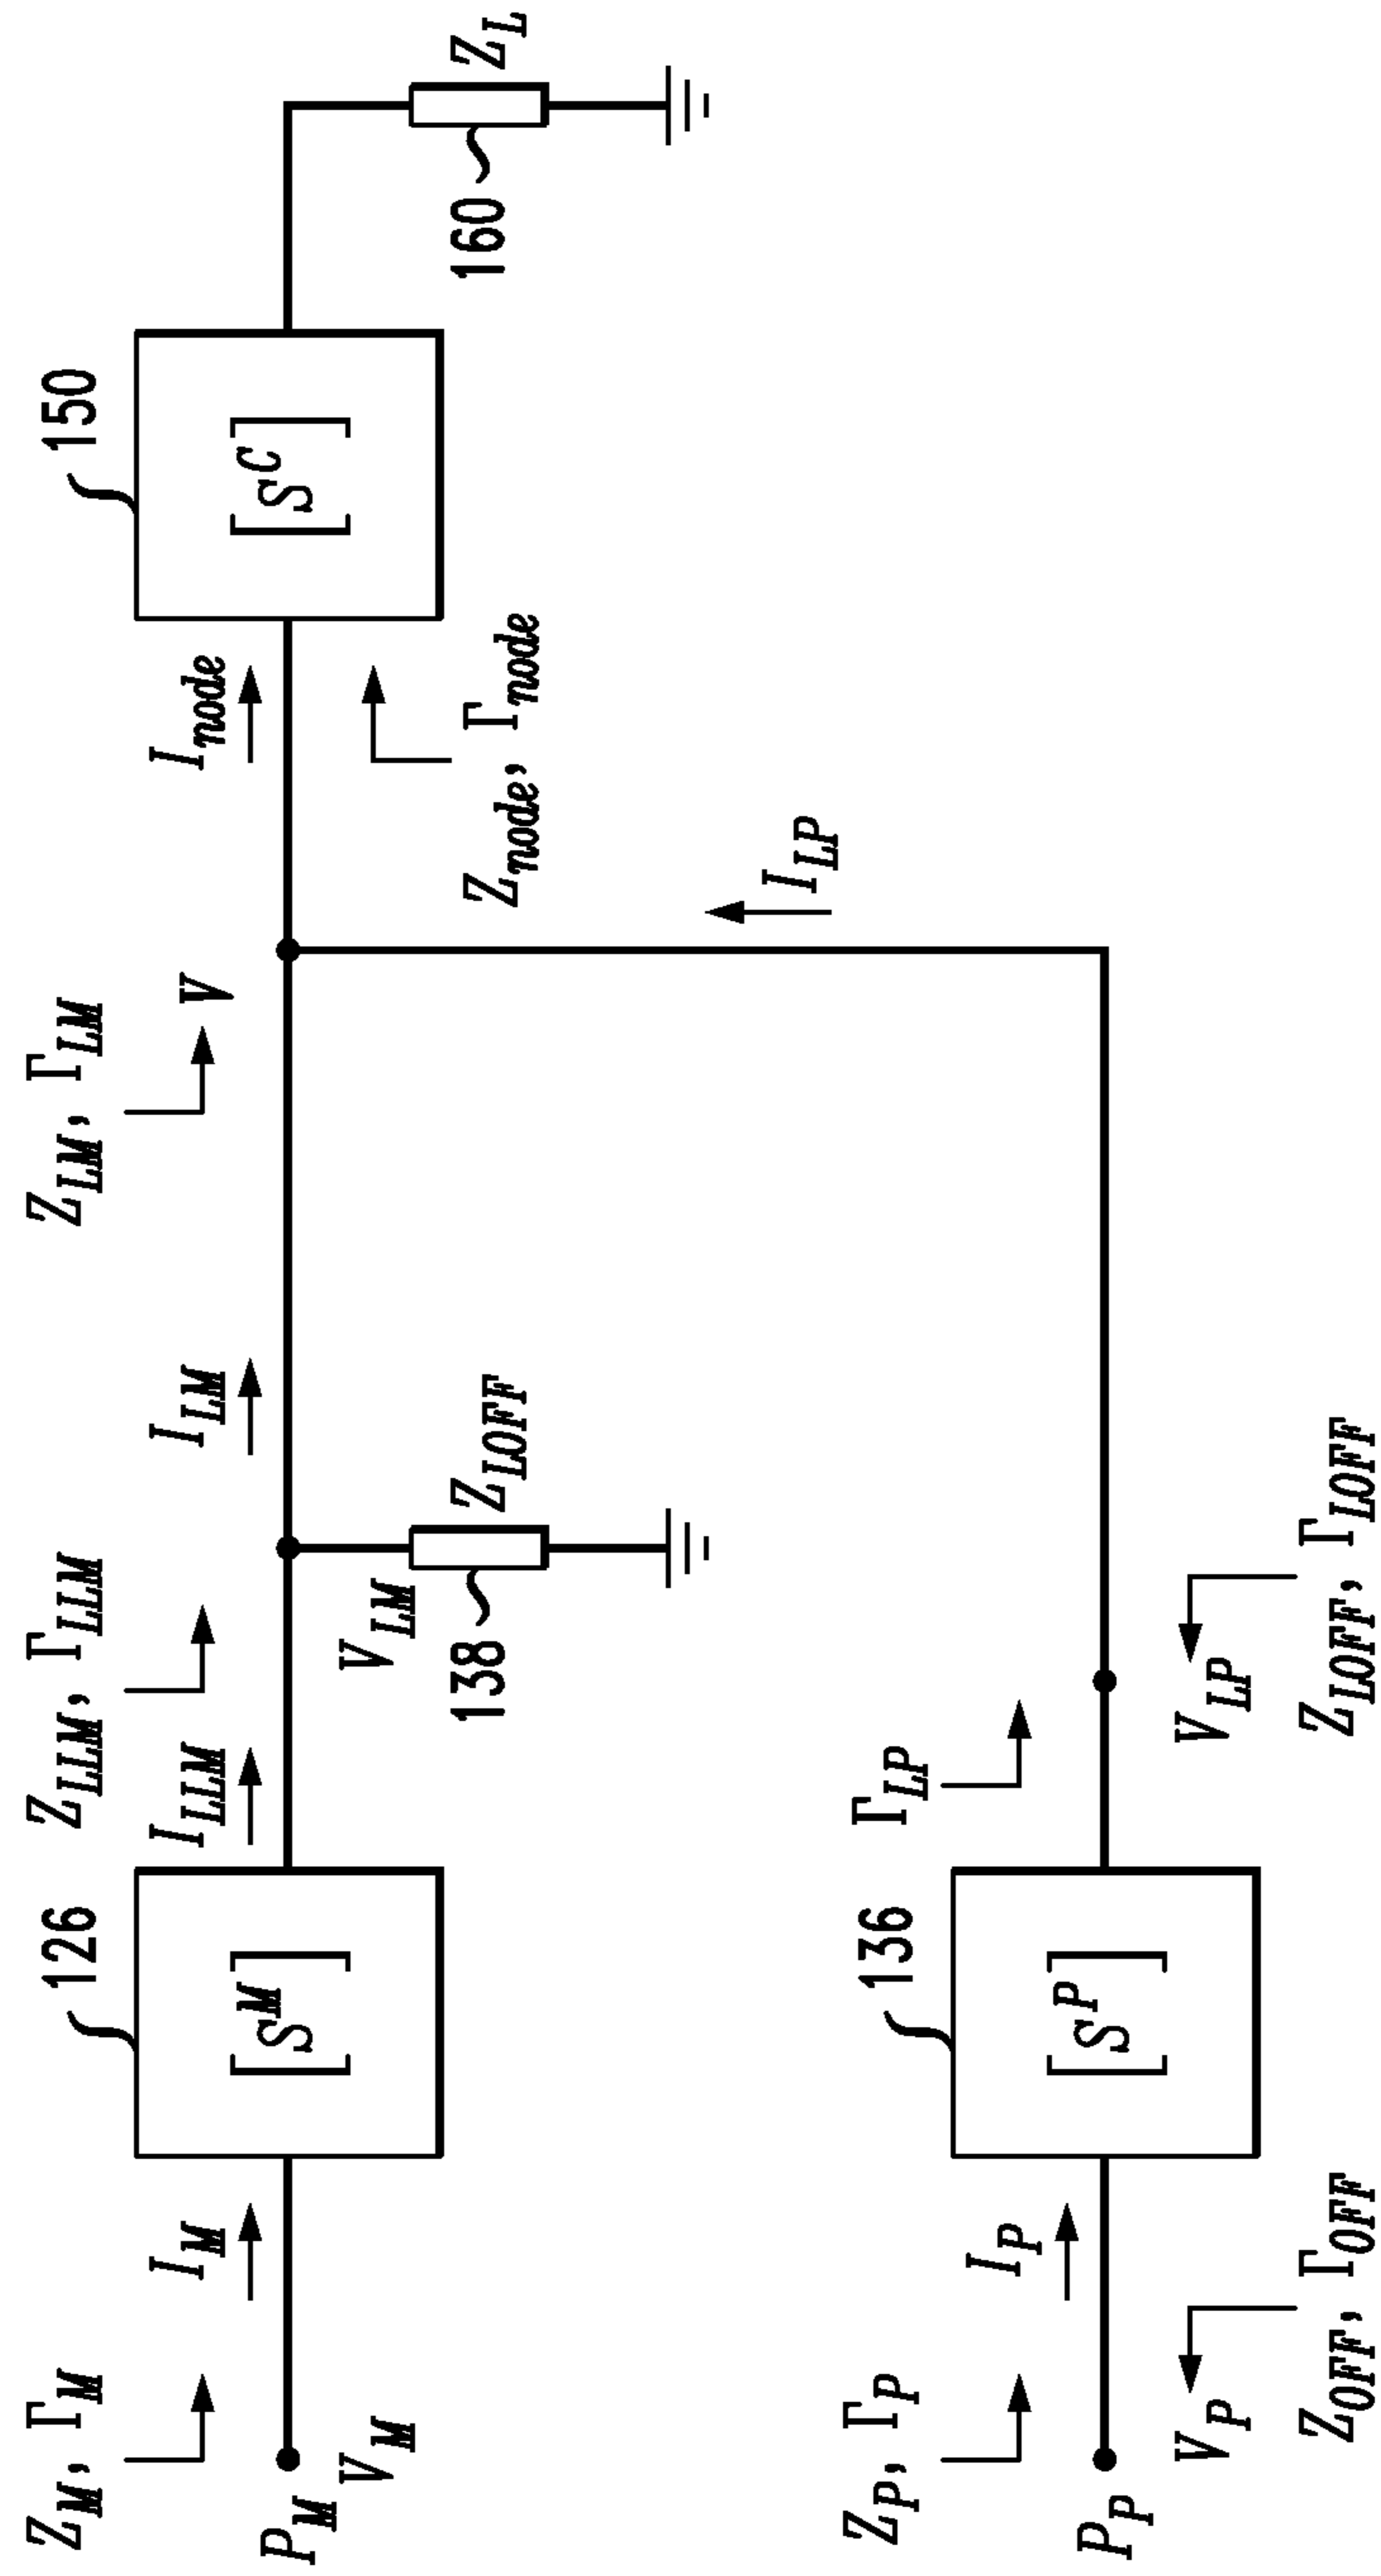 Z_M, Γ_M
P_M
V_M
I_M
126
[S^M]
I_LLM
Z_LLM, Γ_LLM
V_LM
138
Z_LOFF
I_LM
Z_LM, Γ_LM
V
I_node
Z_node, Γ_node
150
[S^C]
160
Z_L
Z_P, Γ_P
P_P
V_P
Z_OFF, Γ_OFF
I_P
136
[S^P]
Γ_LP
V_LP
Z_LOFF, Γ_LOFF
I_LP